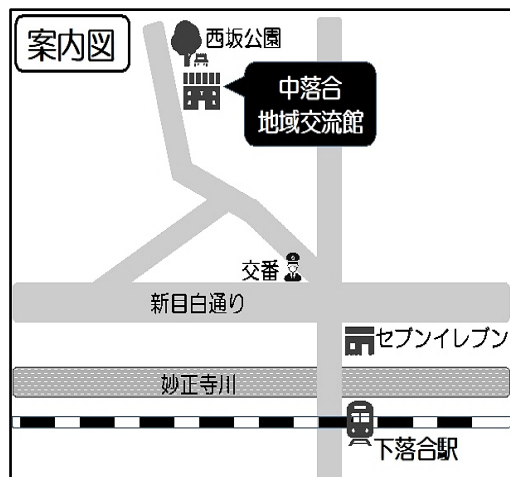 案内図
西坂公園
中落合
地域交流館
交番
新目白通り
セブンイレブン
妙正寺川
下落合駅